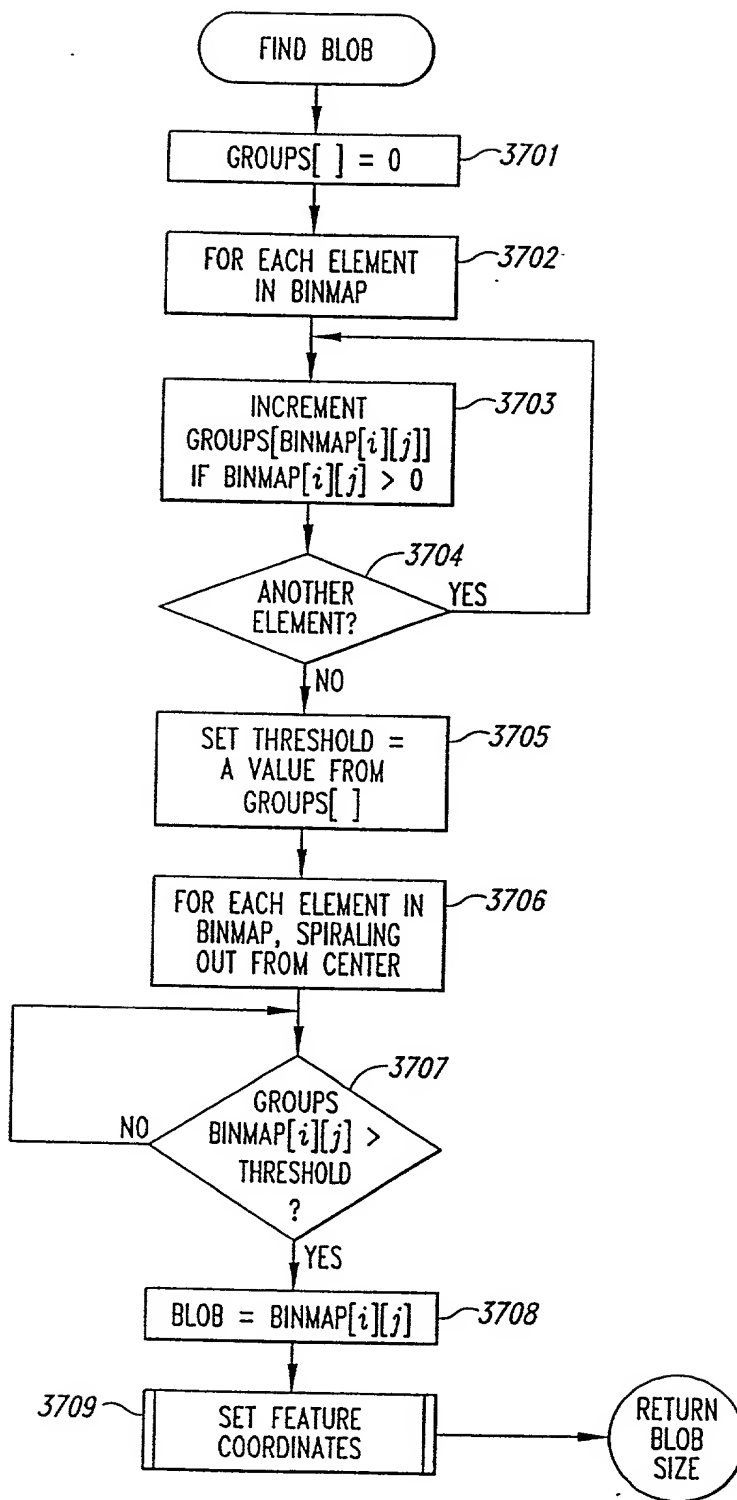 FIND BLOB
GROUPS[ ] = 0
3701
FOR EACH ELEMENT
IN BINMAP
3702
INCREMENT
GROUPS[BINMAP[i][j]]
IF BINMAP[i][j] > 0
3703
3704
ANOTHER
ELEMENT?
YES
NO
SET THRESHOLD =
A VALUE FROM
GROUPS[ ]
3705
FOR EACH ELEMENT IN
BINMAP, SPIRALING
OUT FROM CENTER
3706
3707
GROUPS
BINMAP[i][j] >
THRESHOLD
?
NO
YES
BLOB = BINMAP[i][j]
3708
3709
SET FEATURE
COORDINATES
RETURN
BLOB
SIZE